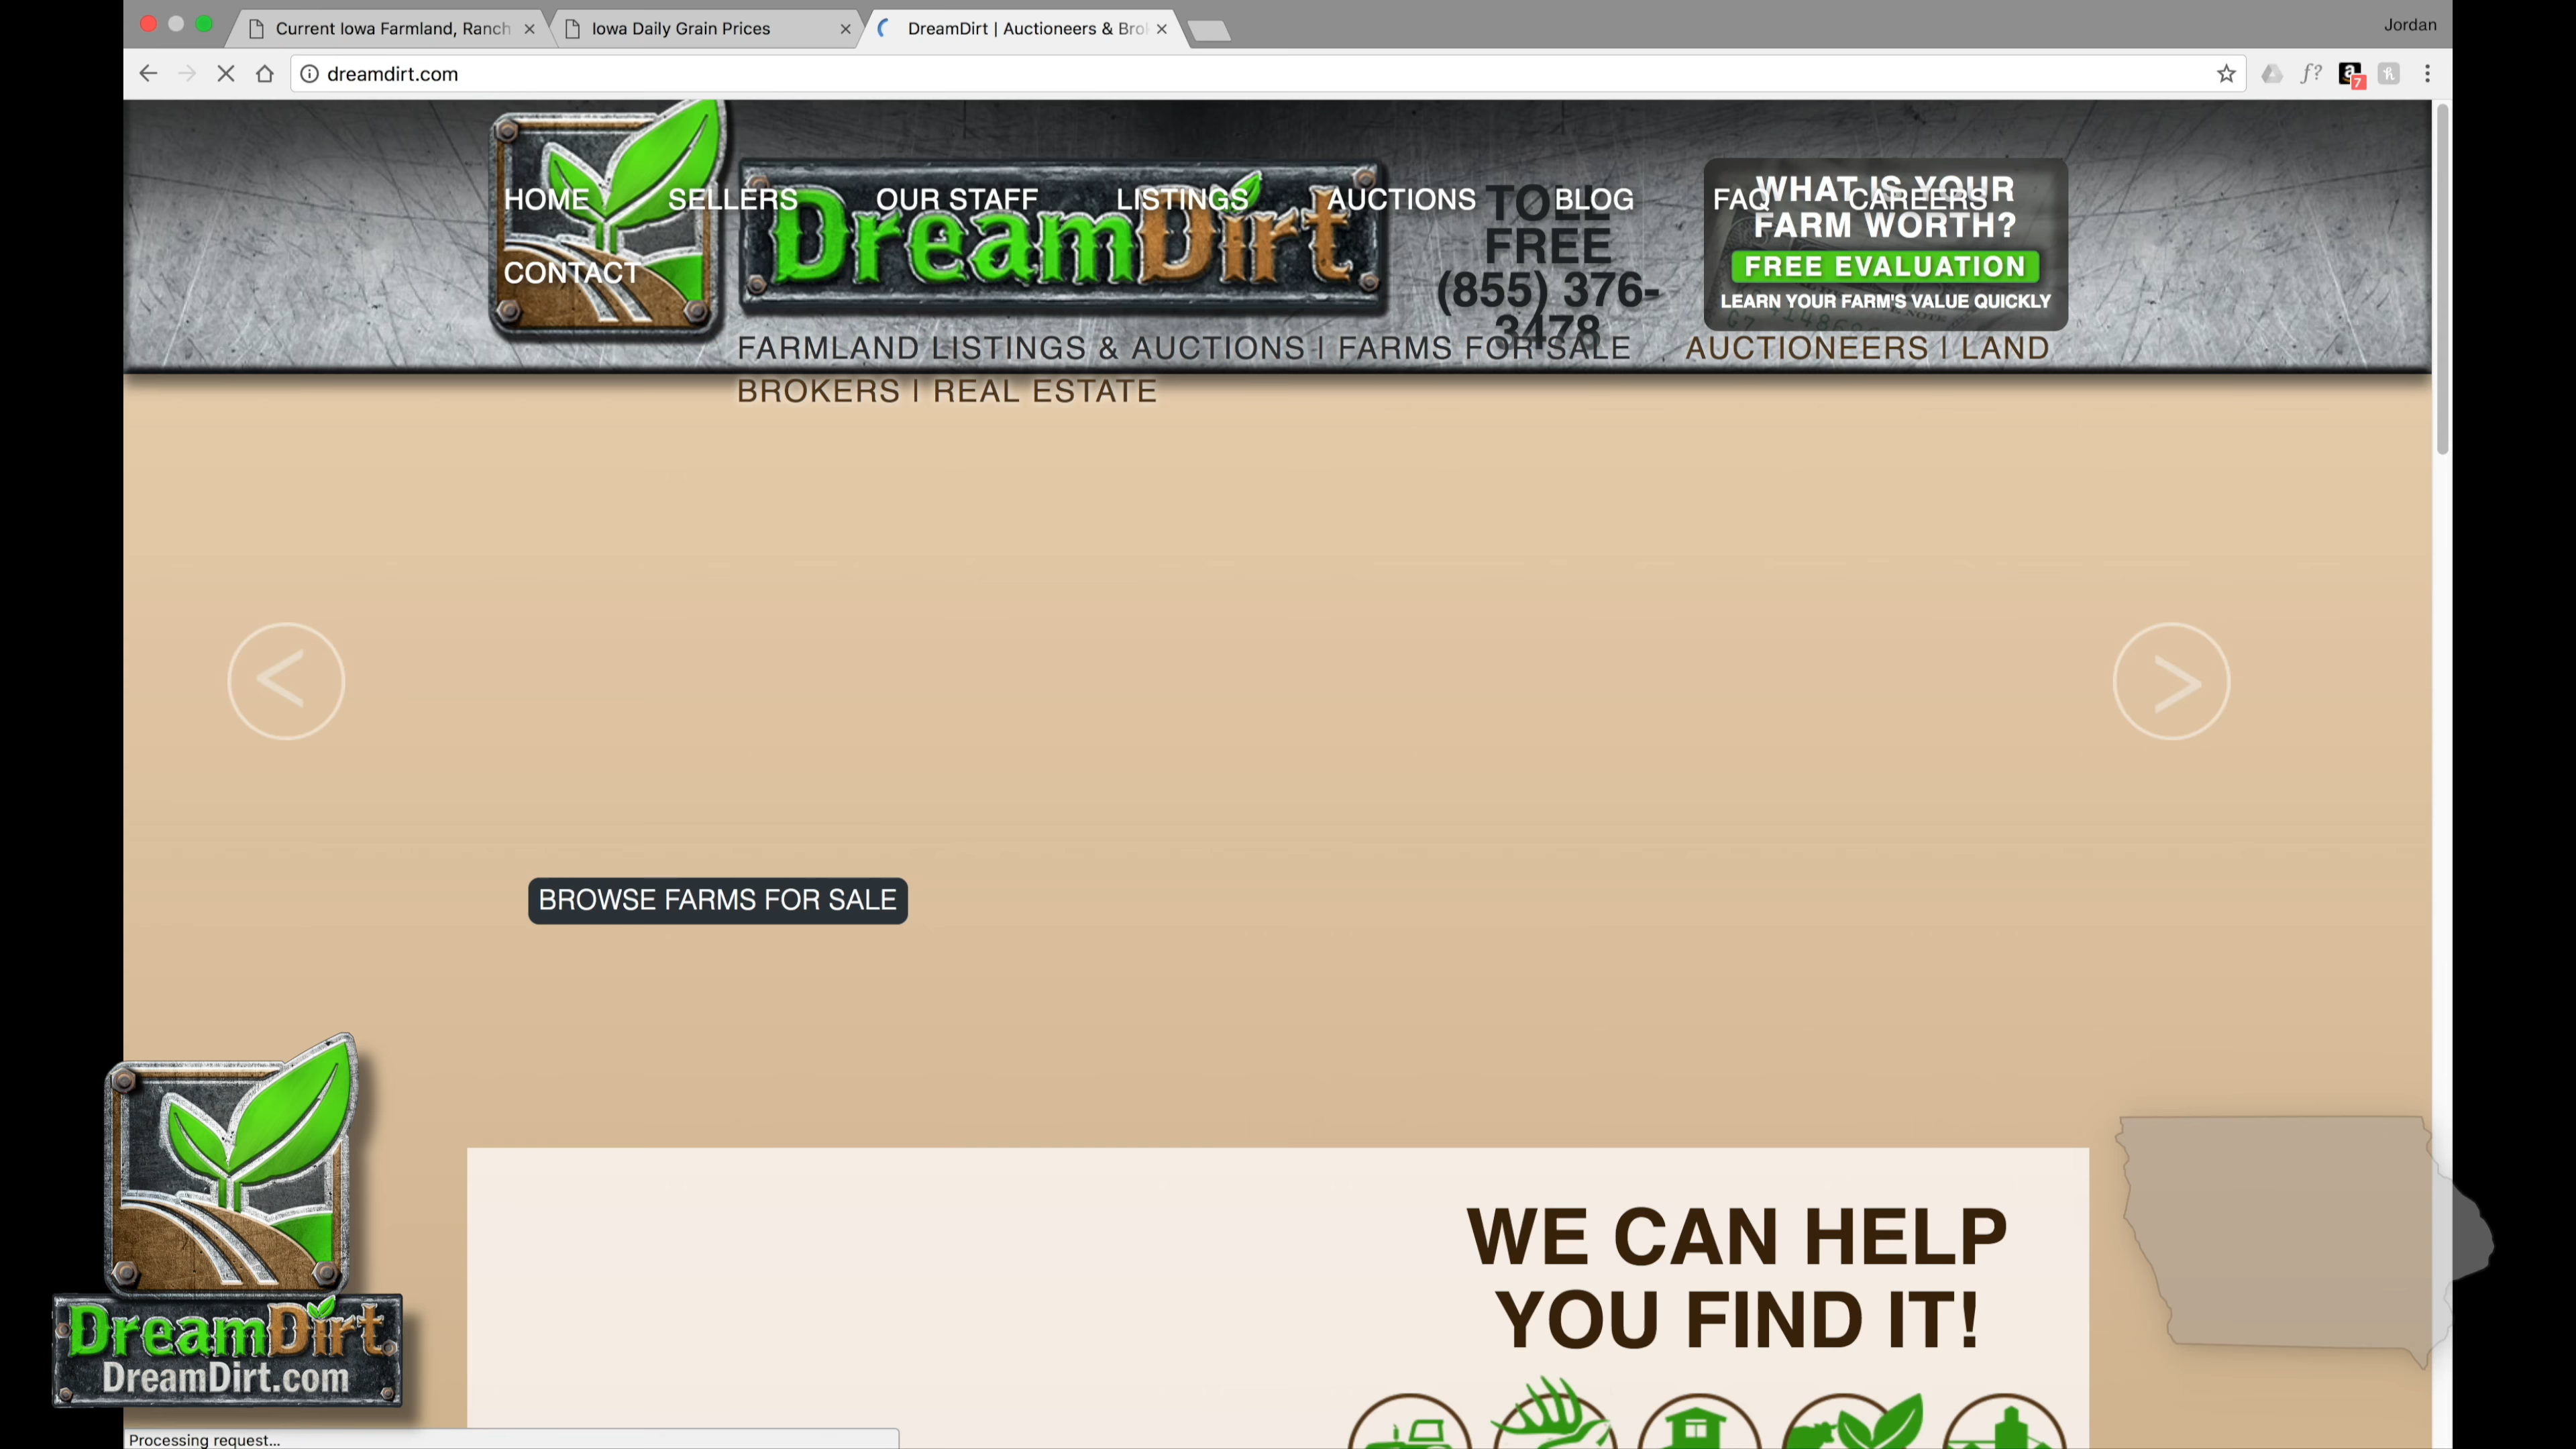 Current Iowa Farmland, Ranch
Iowa Daily Grain Prices
DreamDirt | Auctioneers & Bro
Jordan
dreamdirt.com
f?
a
7
h
HOME SELLERS OUR STAFF LISTINGS AUCTIONS BLOG FAQ CAREERS
CONTACT
DreamDirt
TOLL
FREE
(855) 376-
3478
WHAT IS YOUR
FARM WORTH?
FREE EVALUATION
LEARN YOUR FARM'S VALUE QUICKLY
FARMLAND LISTINGS & AUCTIONS | FARMS FOR SALE AUCTIONEERS | LAND
BROKERS | REAL ESTATE
<
>
BROWSE FARMS FOR SALE
WE CAN HELP
YOU FIND IT!
DreamDirt
DreamDirt.com
Processing request...